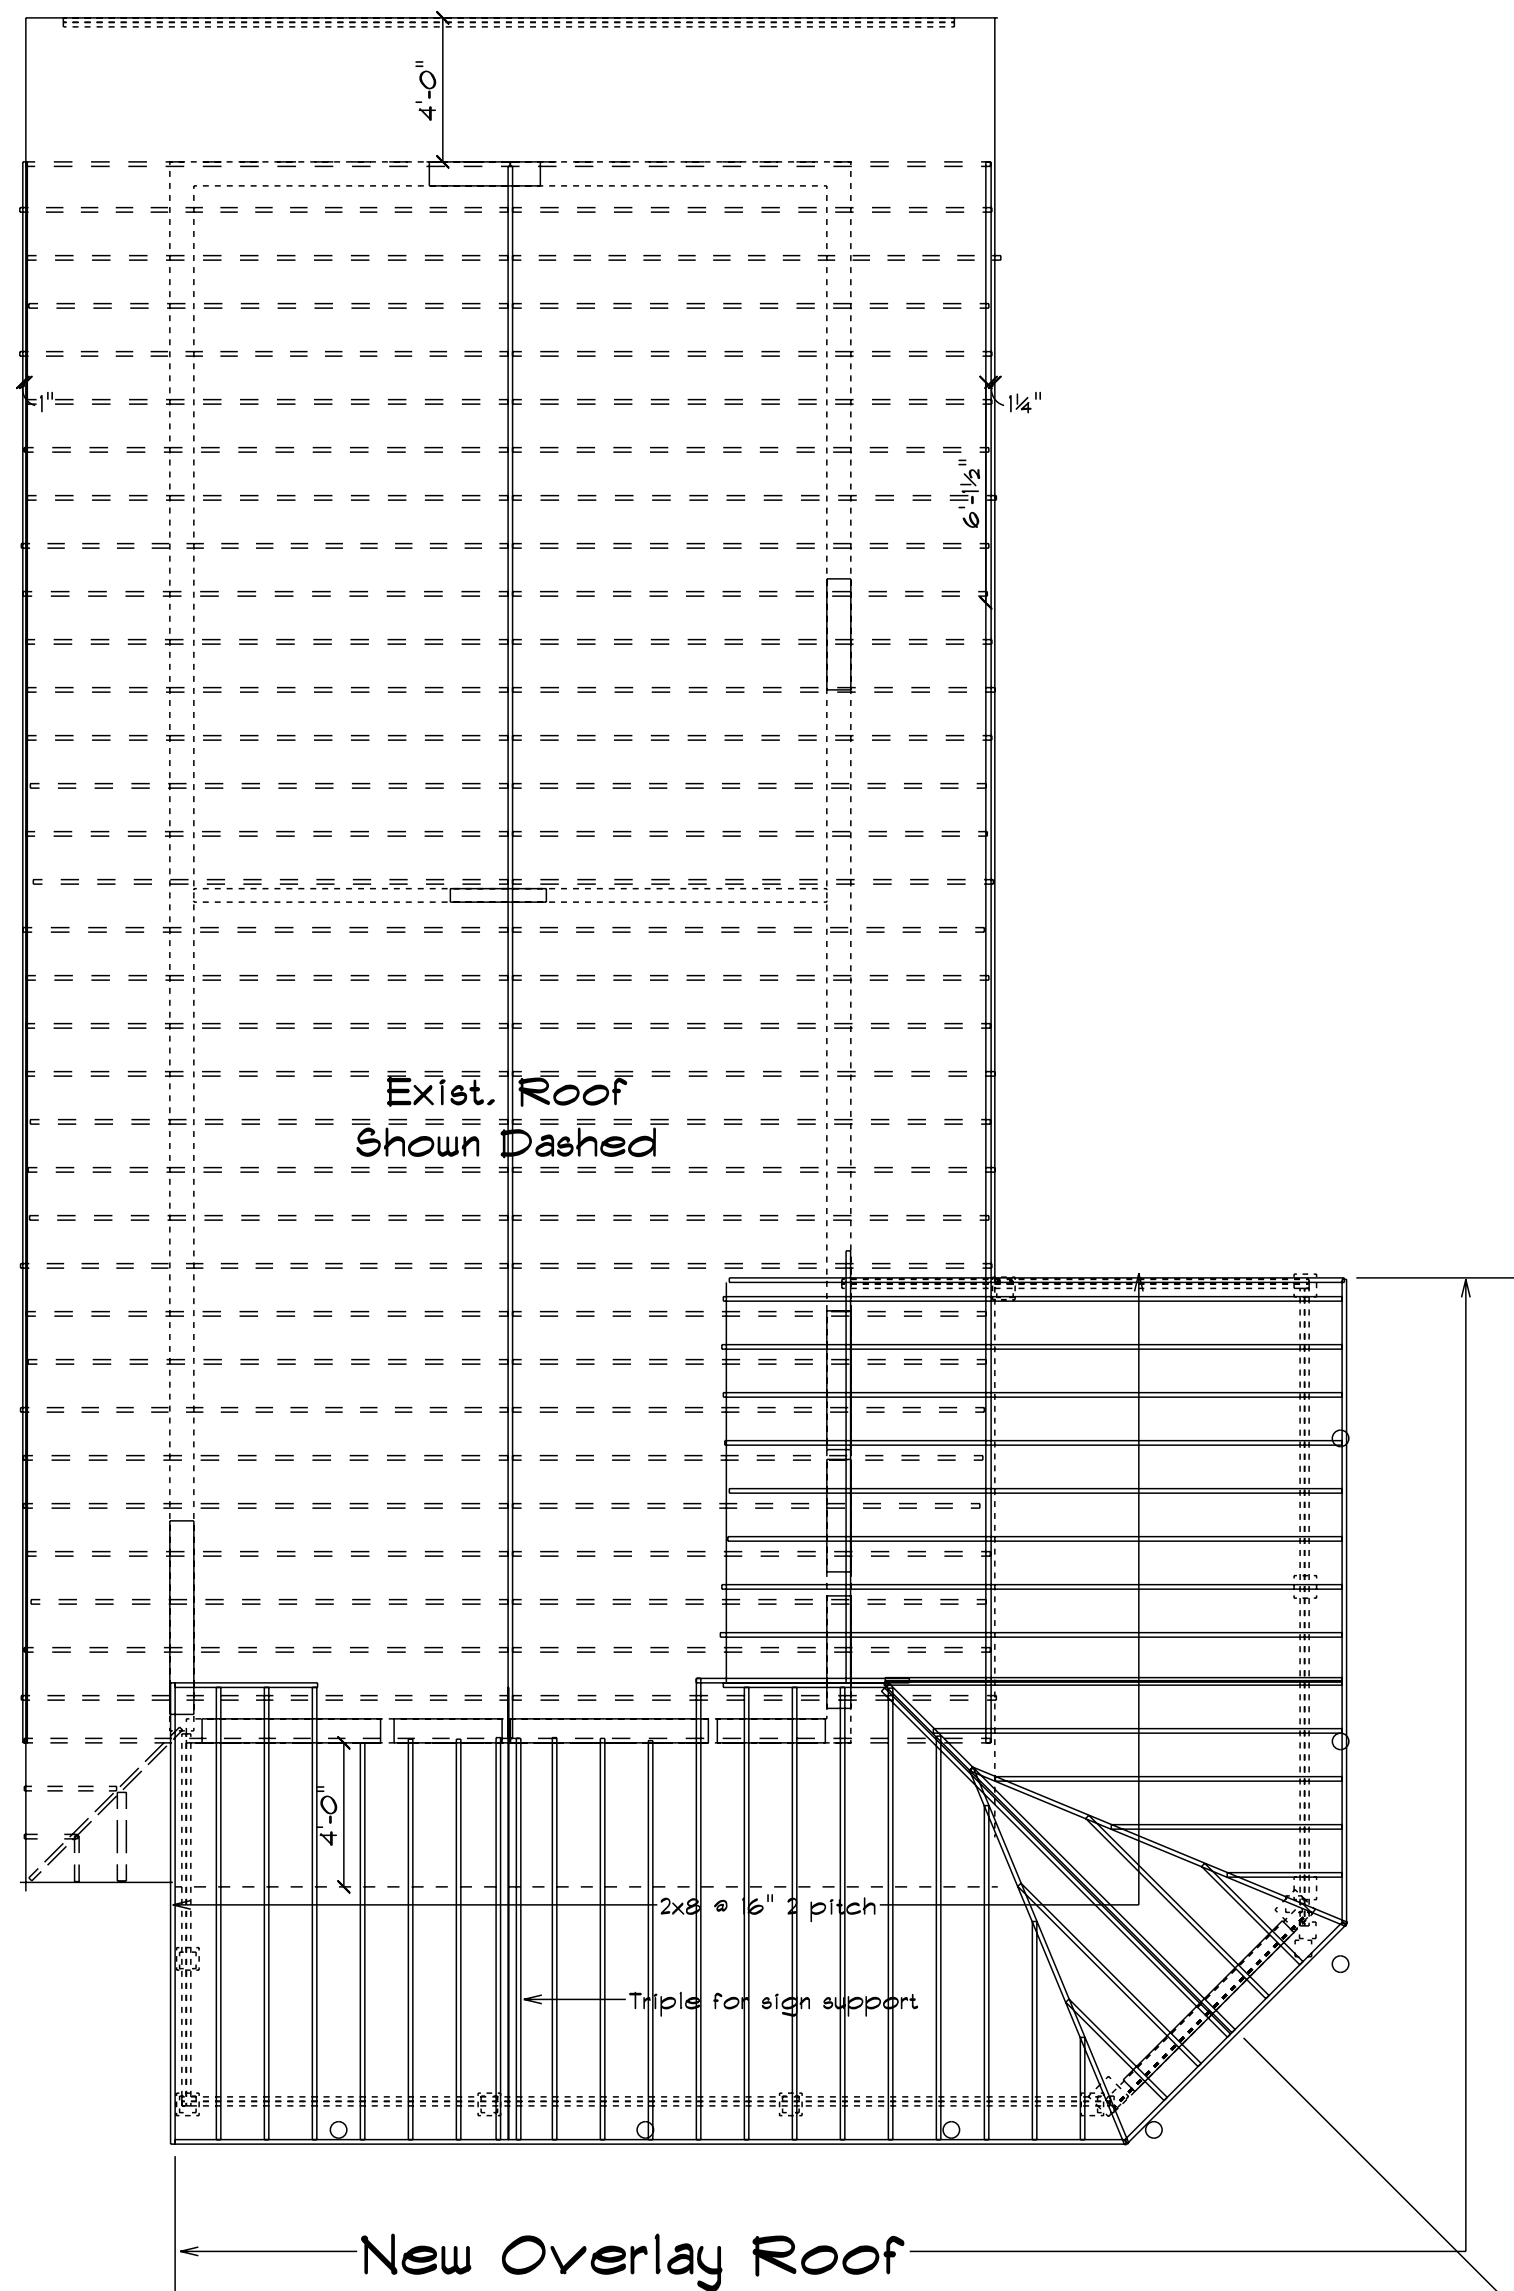 4'-0"
1"
1¼"
6'-1½"
Exist. Roof
Shown Dashed
4'-0"
2x8 @ 16" 2 pitch
Triple for sign support
New Overlay Roof